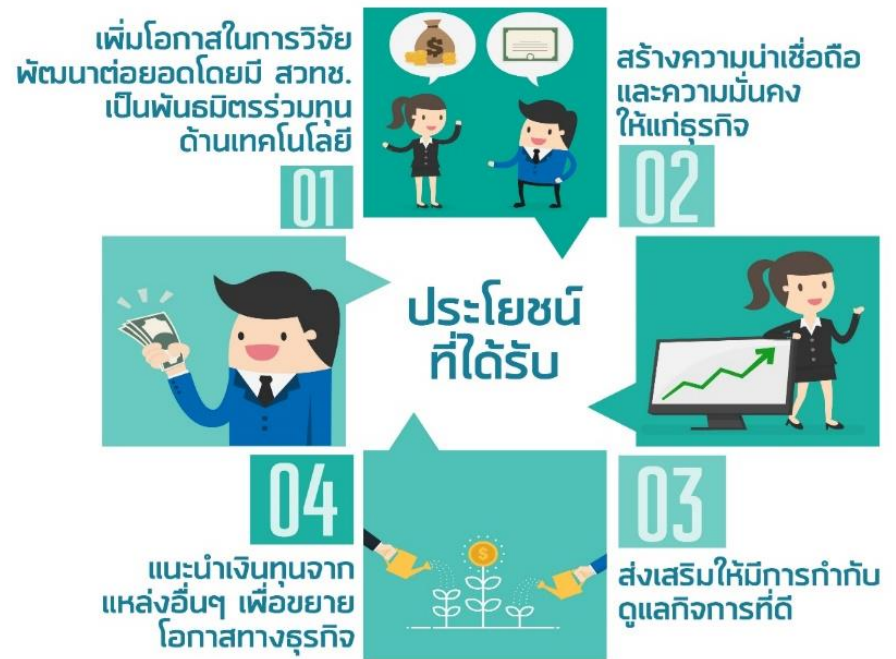 เพิ่มโอกาสในการวิจัย
พัฒนาต่อยอดโดยมี สวทช.
เป็นพันธมิตรร่วมทุน
ด้านเทคโนโลยี
01
สร้างความน่าเชื่อถือ
และความมั่นคง
ให้แก่ธุรกิจ
02
ประโยชน์
ที่ได้รับ
03
ส่งเสริมให้มีการกำกับ
ดูแลกิจการที่ดี
04
แนะนำเงินทุนจาก
แหล่งอื่นๆ เพื่อขยาย
โอกาสทางธุรกิจ